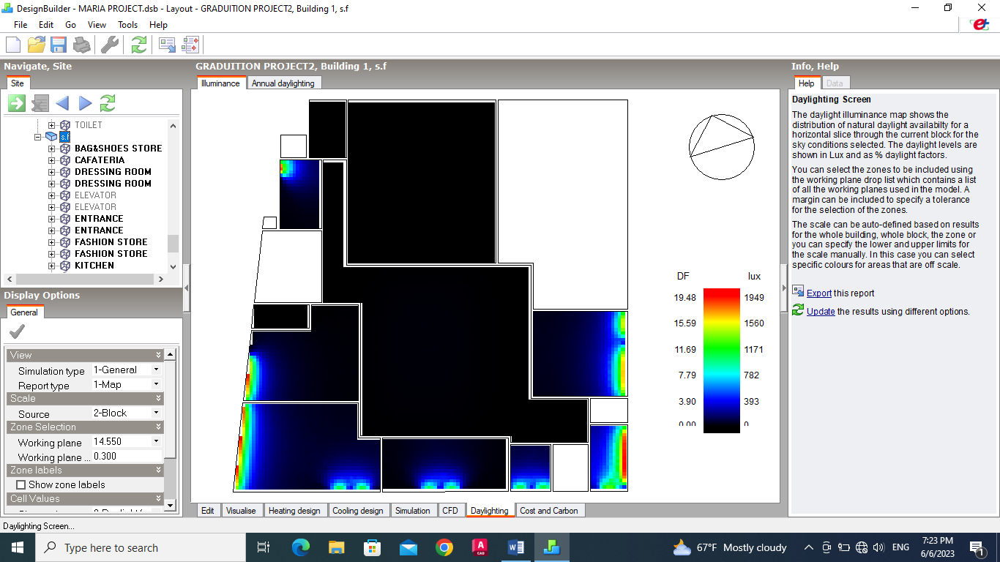 DesignBuilder - MARIA PROJECT.dsb - Layout - GRADUITION PROJECT2, Building 1, s.f
File Edit Go View Tools Help
Navigate, Site
Site
TOILET
s.f
BAG&SHOES STORE
CAFATERIA
DRESSING ROOM
DRESSING ROOM
ELEVATOR
ELEVATOR
ENTRANCE
ENTRANCE
FASHION STORE
FASHION STORE
KITCHEN
Display Options
General
View
Simulation type 1-General
Report type 1-Map
Scale
Source 2-Block
Zone Selection
Working plane 14.550
Working plane ... 0.300
Zone labels
Show zone labels
Cell Values
GRADUITION PROJECT2, Building 1, s.f
Illuminance Annual daylighting
DF lux
19.48 1949
15.59 1560
11.69 1171
7.79 782
3.90 393
0.00 0
Edit Visualise Heating design Cooling design Simulation CFD Daylighting Cost and Carbon
Info, Help
Help Data
Daylighting Screen
The daylight illuminance map shows the
distribution of natural daylight availabilty for a
horizontal slice through the current block for the
sky conditions selected. The daylight levels are
shown in Lux and as % daylight factors.
You can select the zones to be included using
the working plane drop list which contains a list
of all the working planes used in the model. A
margin can be included to specify a tolerance
for the selection of the zones.
The scale can be auto-defined based on results
for the whole building, whole block, the zone or
you can specify the lower and upper limits for
the scale manually. In this case you can select
specific colours for areas that are off scale.
Export this report
Update the results using different options.
Daylighting Screen...
Type here to search
67°F Mostly cloudy
ENG
7:23 PM
6/6/2023
1